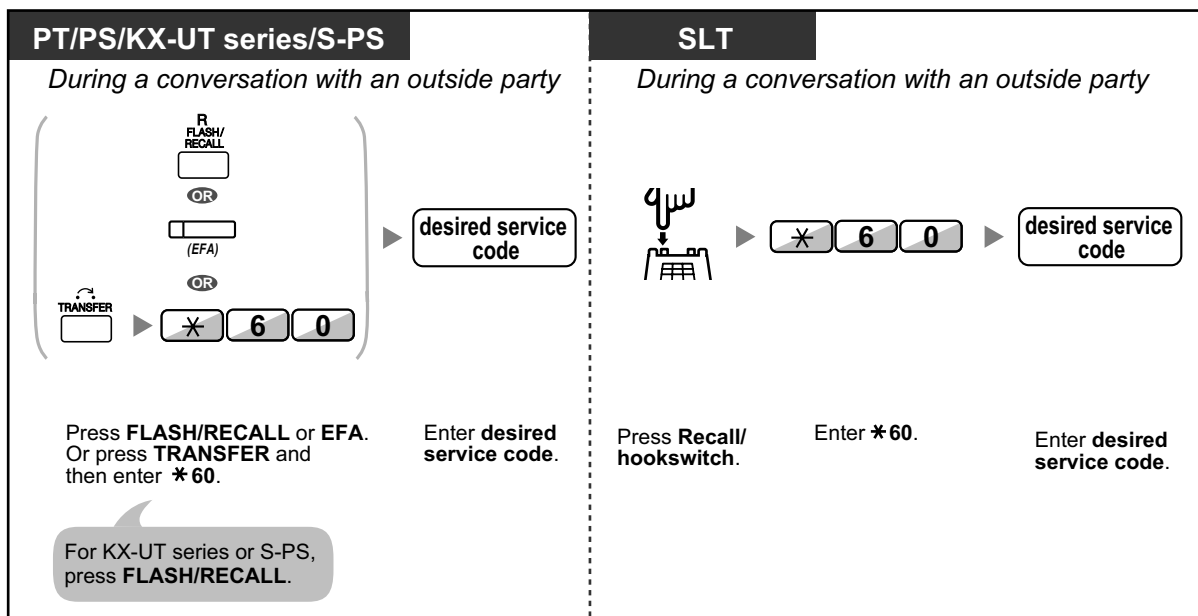 PT/PS/KX-UT series/S-PS
During a conversation with an outside party
R
FLASH/
RECALL
OR
(EFA)
OR
TRANSFER
* 6 0
desired service
code
Press FLASH/RECALL or EFA.
Or press TRANSFER and
then enter *60.
Enter desired
service code.
For KX-UT series or S-PS,
press FLASH/RECALL.
SLT
During a conversation with an outside party
* 6 0
desired service
code
Press Recall/
hookswitch.
Enter *60.
Enter desired
service code.